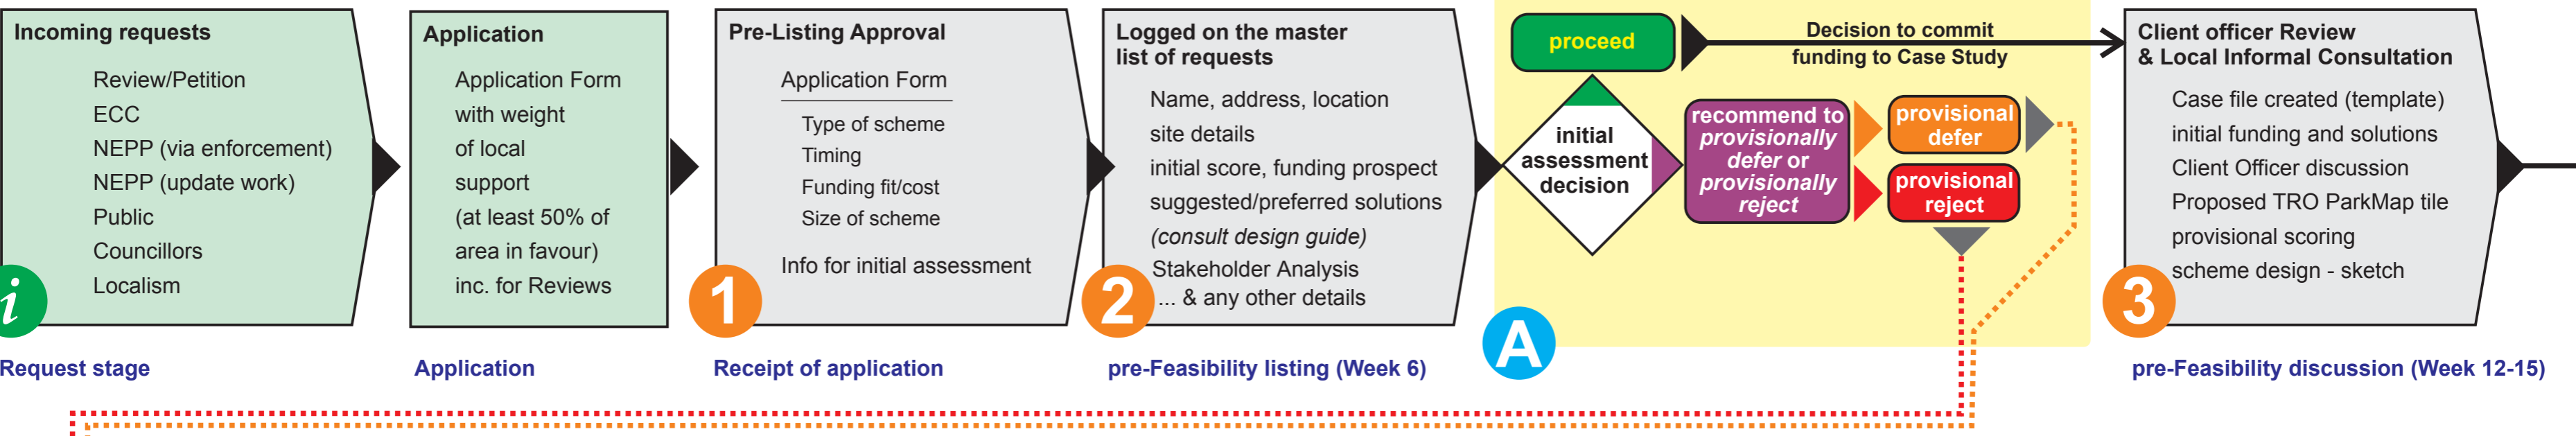 Incoming requests
Review/Petition
ECC
NEPP (via enforcement)
NEPP (update work)
Public
Councillors
Localism
i
Request stage
Application
Application Form
with weight
of local
support
(at least 50% of
area in favour)
inc. for Reviews
Application
Pre-Listing Approval
Application Form
Type of scheme
Timing
Funding fit/cost
Size of scheme
Info for initial assessment
1
Receipt of application
Logged on the master
list of requests
Name, address, location
site details
initial score, funding prospect
suggested/preferred solutions
(consult design guide)
Stakeholder Analysis
... & any other details
2
pre-Feasibility listing (Week 6)
proceed
Decision to commit
funding to Case Study
initial
assessment
decision
recommend to
provisionally
defer or
provisionally
reject
provisional
defer
provisional
reject
A
Client officer Review
& Local Informal Consultation
Case file created (template)
initial funding and solutions
Client Officer discussion
Proposed TRO ParkMap tile
provisional scoring
scheme design - sketch
3
pre-Feasibility discussion (Week 12-15)